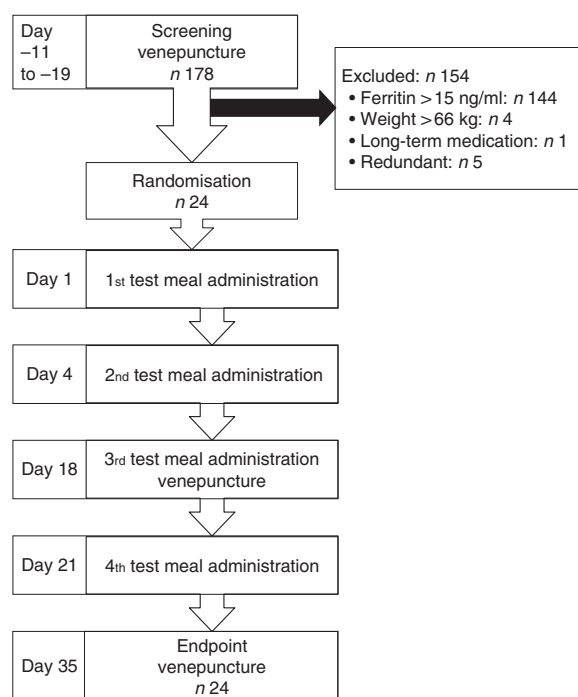 Day
–11
to –19
Screening
venepuncture
n 178
Excluded: n 154
• Ferritin >15 ng/ml: n 144
• Weight >66 kg: n 4
• Long-term medication: n 1
• Redundant: n 5
Randomisation
n 24
Day 1
1st test meal administration
Day 4
2nd test meal administration
Day 18
3rd test meal administration
venepuncture
Day 21
4th test meal administration
Day 35
Endpoint
venepuncture
n 24